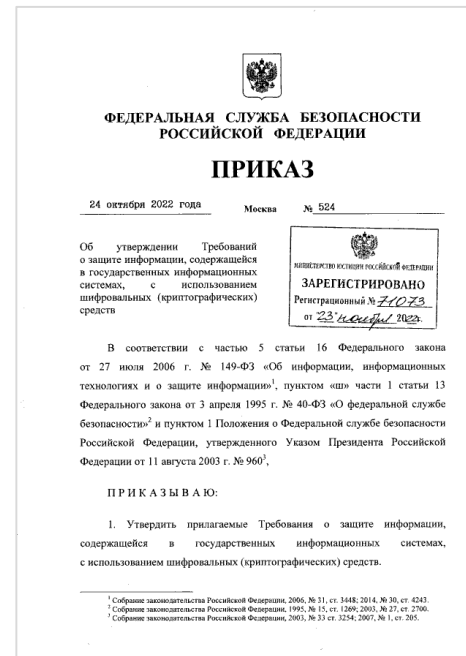 ФЕДЕРАЛЬНАЯ СЛУЖБА БЕЗОПАСНОСТИ
РОССИЙСКОЙ ФЕДЕРАЦИИ
ПРИКАЗ
24 октября 2022 года Москва № 524
Об утверждении Требований
о защите информации, содержащейся
в государственных информационных
системах, с использованием
шифровальных (криптографических)
средств
МИНИСТЕРСТВО ЮСТИЦИИ РОССИЙСКОЙ ФЕДЕРАЦИИ
ЗАРЕГИСТРИРОВАНО
Регистрационный № 71073
от "23" ноября 2022г.
В соответствии с частью 5 статьи 16 Федерального закона
от 27 июля 2006 г. № 149-ФЗ «Об информации, информационных
технологиях и о защите информации»¹, пунктом «ш» части 1 статьи 13
Федерального закона от 3 апреля 1995 г. № 40-ФЗ «О федеральной службе
безопасности»² и пунктом 1 Положения о Федеральной службе безопасности
Российской Федерации, утвержденного Указом Президента Российской
Федерации от 11 августа 2003 г. № 960³,
ПРИКАЗЫВАЮ:
1. Утвердить прилагаемые Требования о защите информации,
содержащейся в государственных информационных системах,
с использованием шифровальных (криптографических) средств.
¹ Собрание законодательства Российской Федерации, 2006, № 31, ст. 3448; 2014, № 30, ст. 4243.
² Собрание законодательства Российской Федерации, 1995, № 15, ст. 1269; 2003, № 27, ст. 2700.
³ Собрание законодательства Российской Федерации, 2003, № 33 ст. 3254; 2007, № 1, ст. 205.